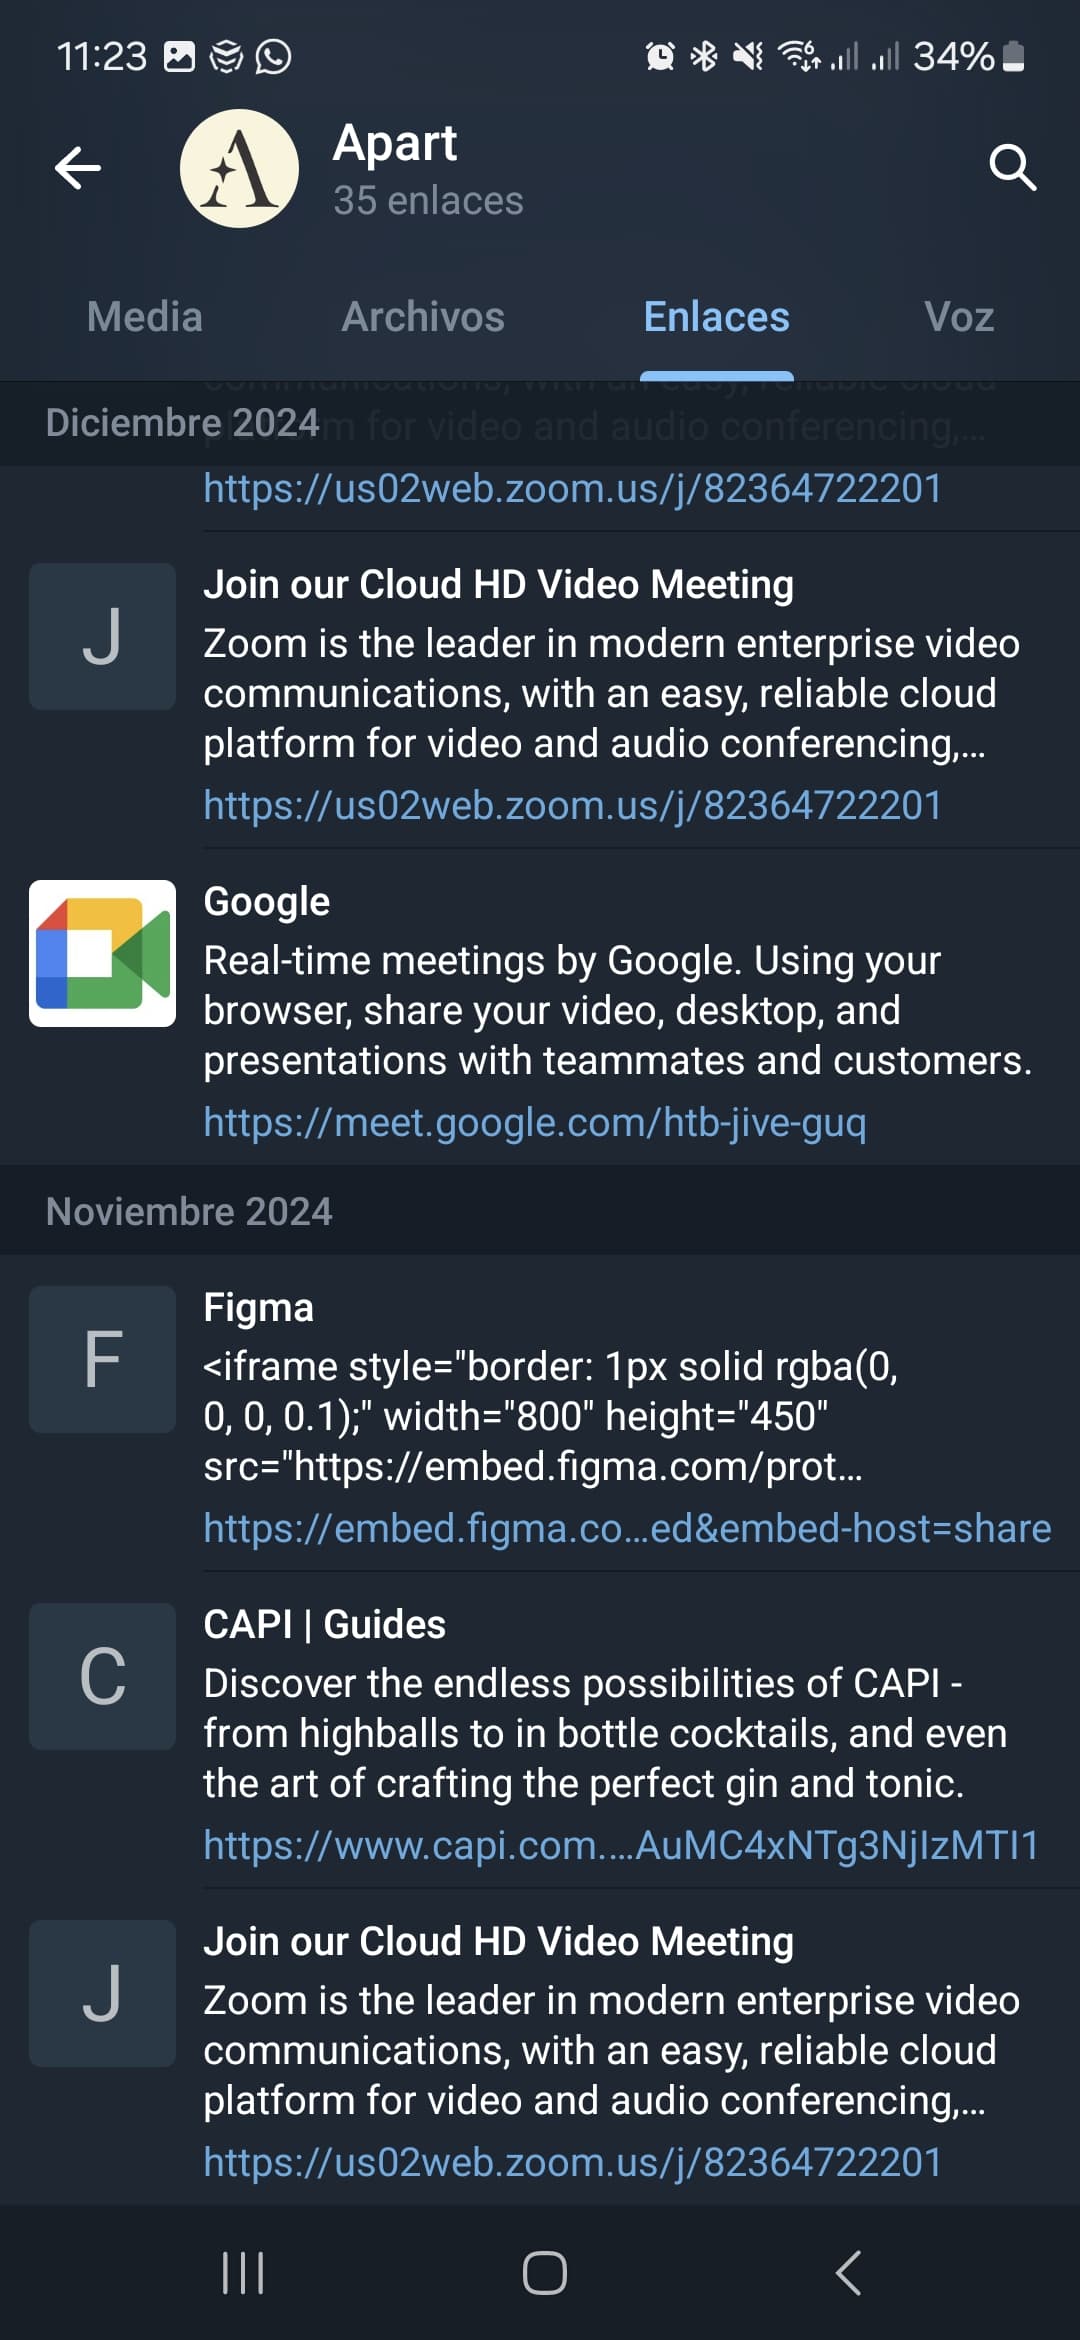 11:23
34%
Apart
35 enlaces
Media
Archivos
Enlaces
Voz
Diciembre 2024
m for video and audio conferencing,...
https://us02web.zoom.us/j/82364722201
J
Join our Cloud HD Video Meeting
Zoom is the leader in modern enterprise video
communications, with an easy, reliable cloud
platform for video and audio conferencing,...
https://us02web.zoom.us/j/82364722201
Google
Real-time meetings by Google. Using your
browser, share your video, desktop, and
presentations with teammates and customers.
https://meet.google.com/htb-jive-guq
Noviembre 2024
F
Figma
<iframe style="border: 1px solid rgba(0,
0, 0, 0.1);" width="800" height="450"
src="https://embed.figma.com/prot...
https://embed.figma.co...ed&embed-host=share
C
CAPI | Guides
Discover the endless possibilities of CAPI -
from highballs to in bottle cocktails, and even
the art of crafting the perfect gin and tonic.
https://www.capi.com....AuMC4xNTg3NjIzMTI1
J
Join our Cloud HD Video Meeting
Zoom is the leader in modern enterprise video
communications, with an easy, reliable cloud
platform for video and audio conferencing,...
https://us02web.zoom.us/j/82364722201